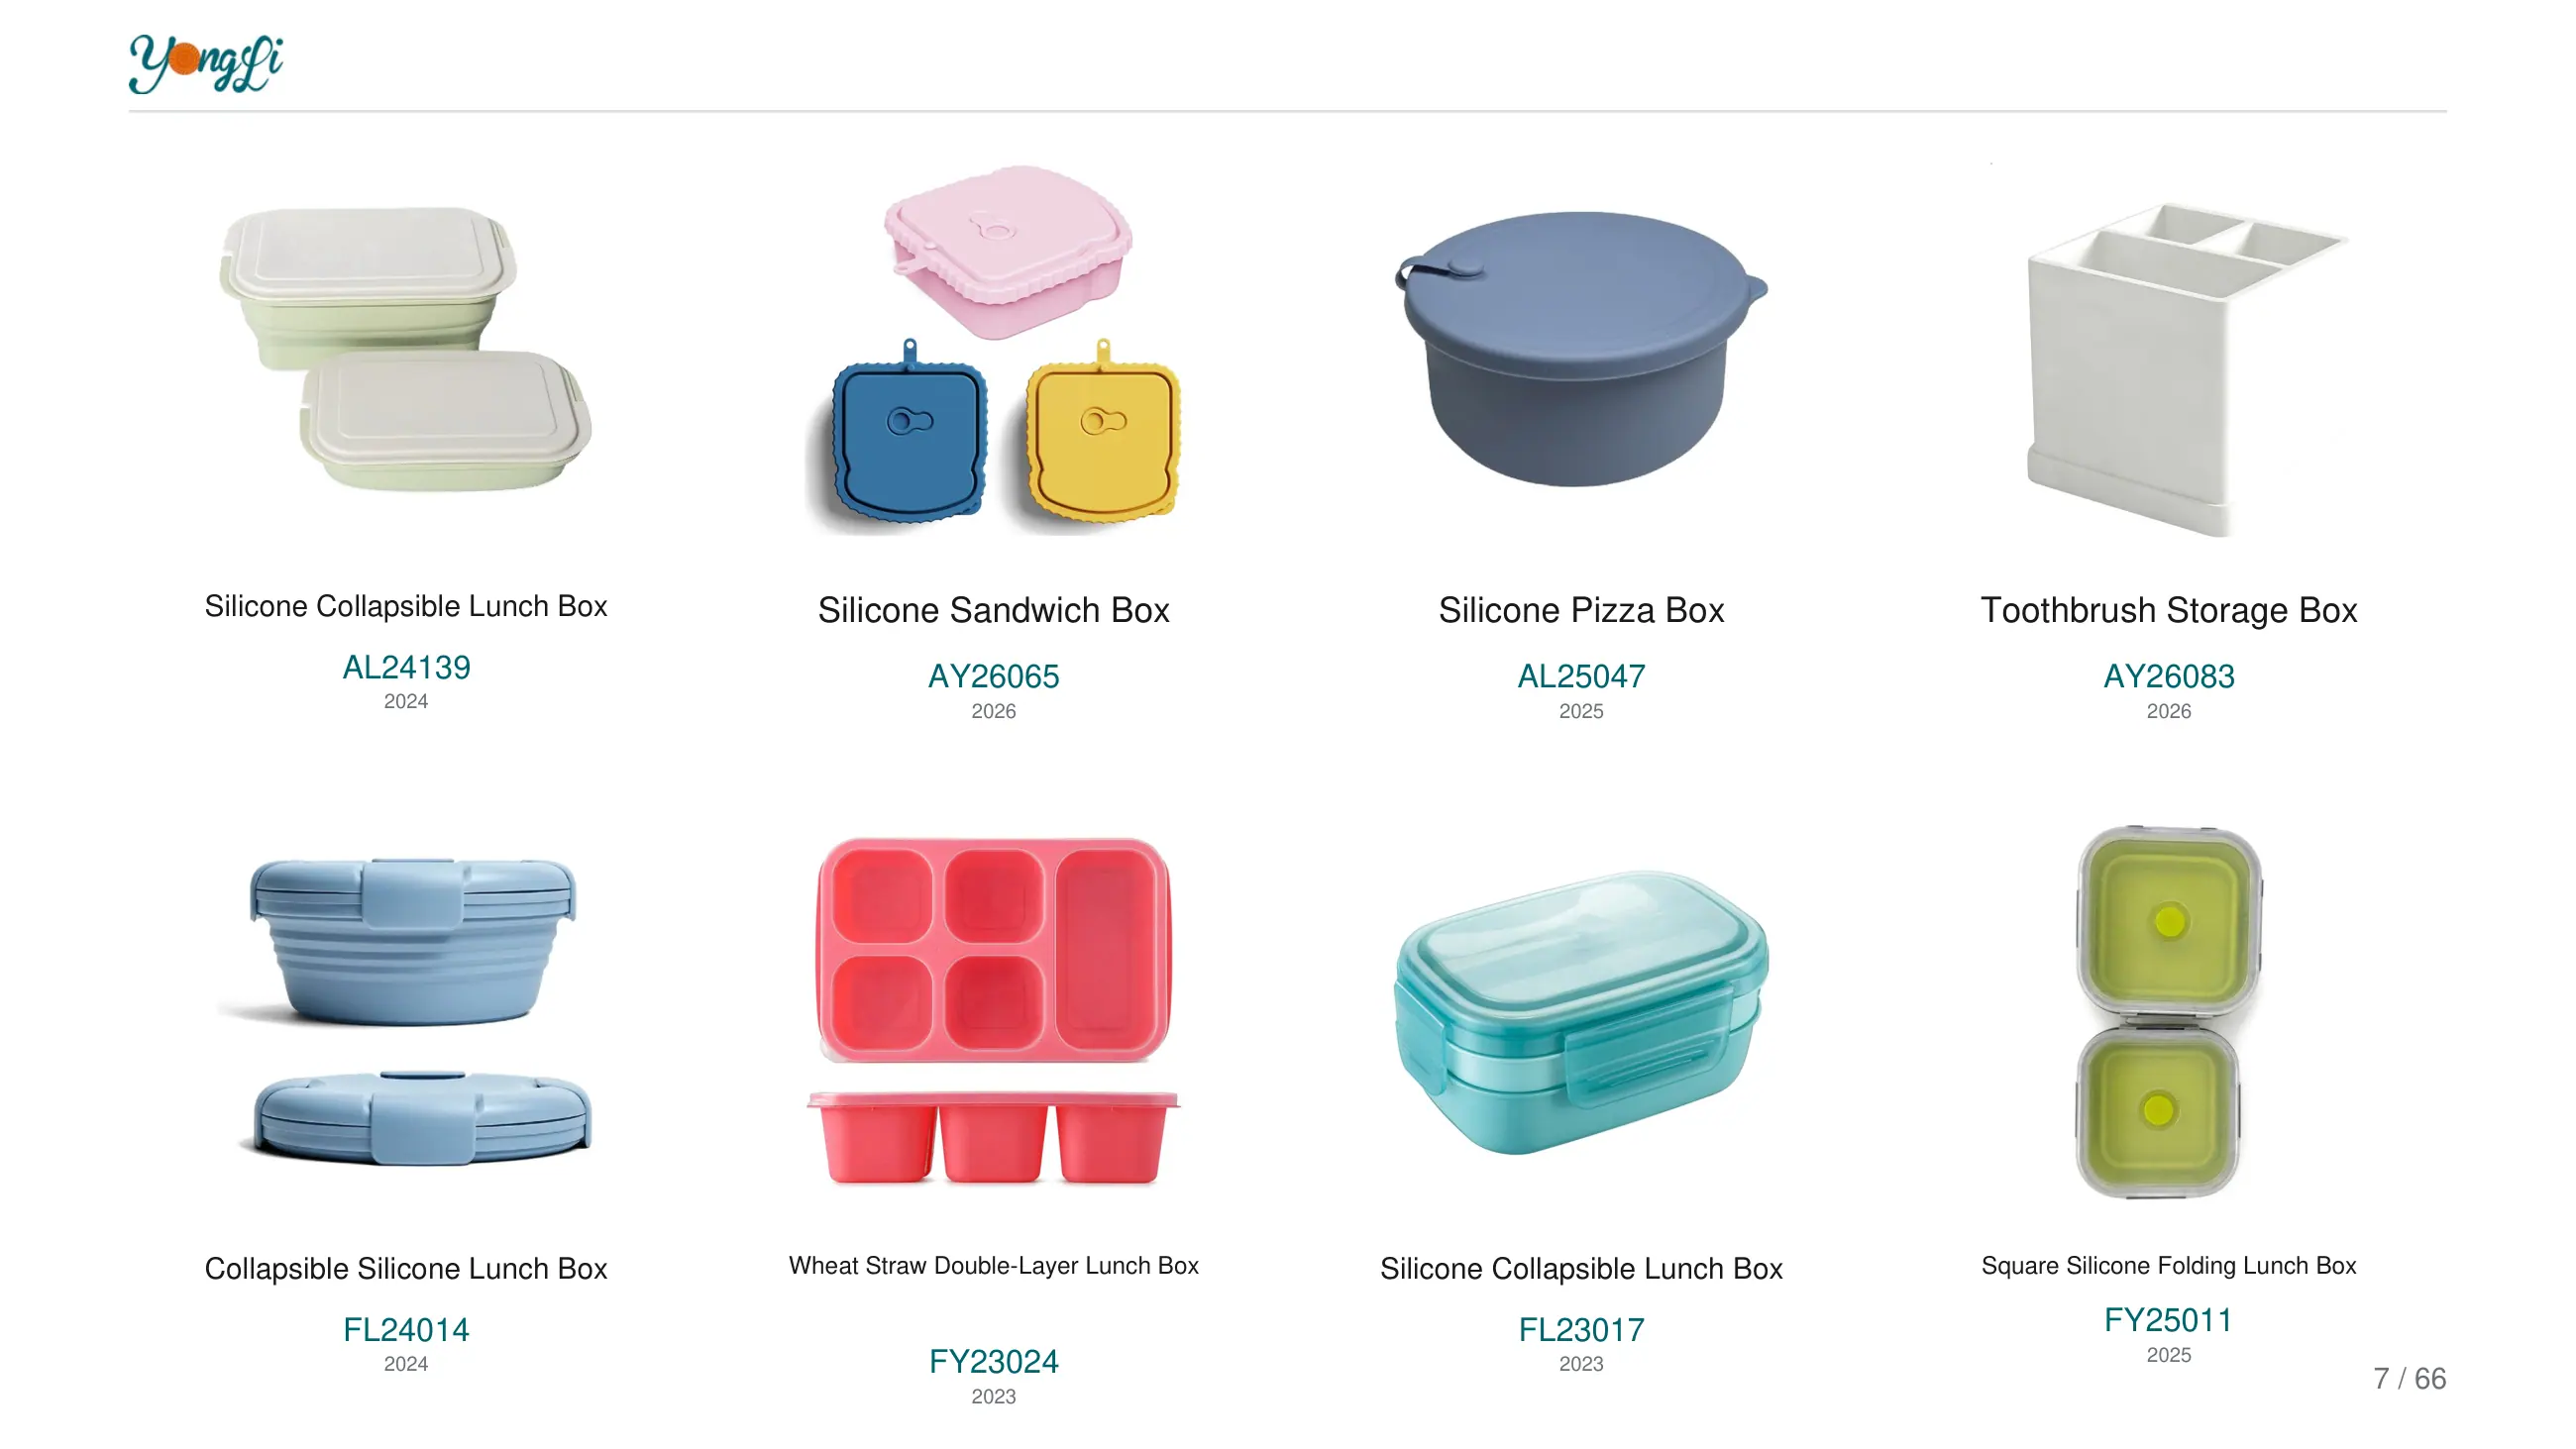 YongLi
Silicone Collapsible Lunch Box
AL24139
2024
Silicone Sandwich Box
AY26065
2026
Silicone Pizza Box
AL25047
2025
Toothbrush Storage Box
AY26083
2026
Collapsible Silicone Lunch Box
FL24014
2024
Wheat Straw Double-Layer Lunch Box
FY23024
2023
Silicone Collapsible Lunch Box
FL23017
2023
Square Silicaps Folding Lunch Box
FY25011
2025
7 / 66